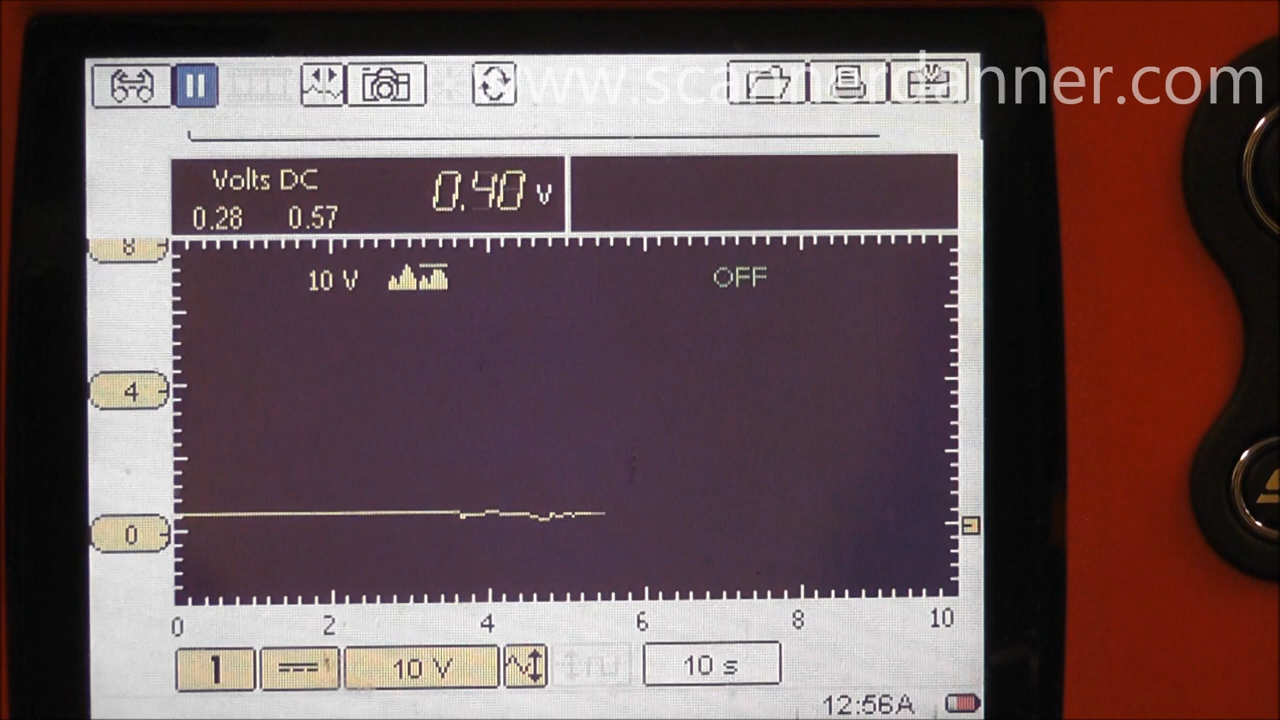 www.scannerdanner.com
Volts DC
0.40 v
0.28 0.57
8
10 V
OFF
4
0
0 2 4 6 8 10
1 10 V 10 s
12:56A